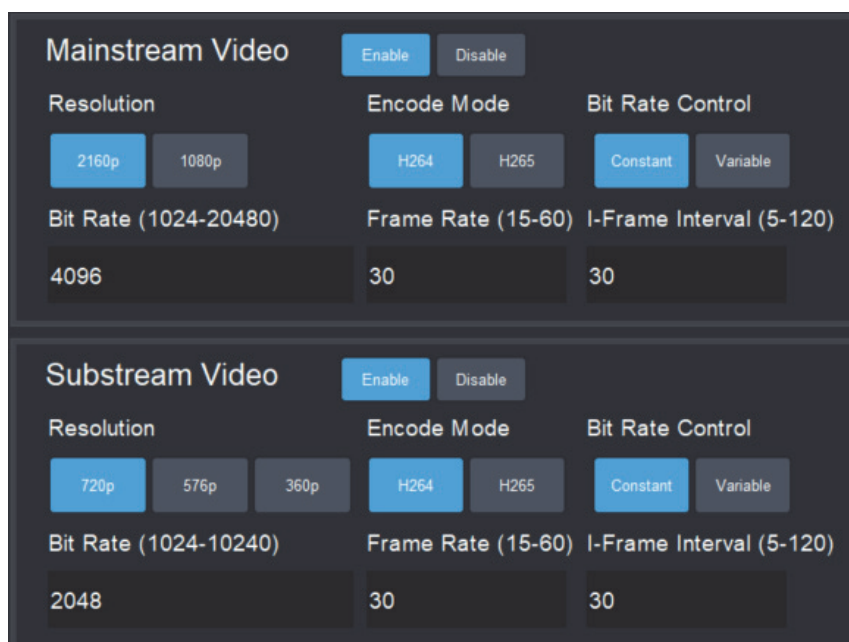 Mainstream Video Enable Disable
Resolution Encode Mode Bit Rate Control
2160p 1080p H264 H265 Constant Variable
Bit Rate (1024-20480) Frame Rate (15-60) I-Frame Interval (5-120)
4096 30 30
Substream Video Enable Disable
Resolution Encode Mode Bit Rate Control
720p 576p 360p H264 H265 Constant Variable
Bit Rate (1024-10240) Frame Rate (15-60) I-Frame Interval (5-120)
2048 30 30